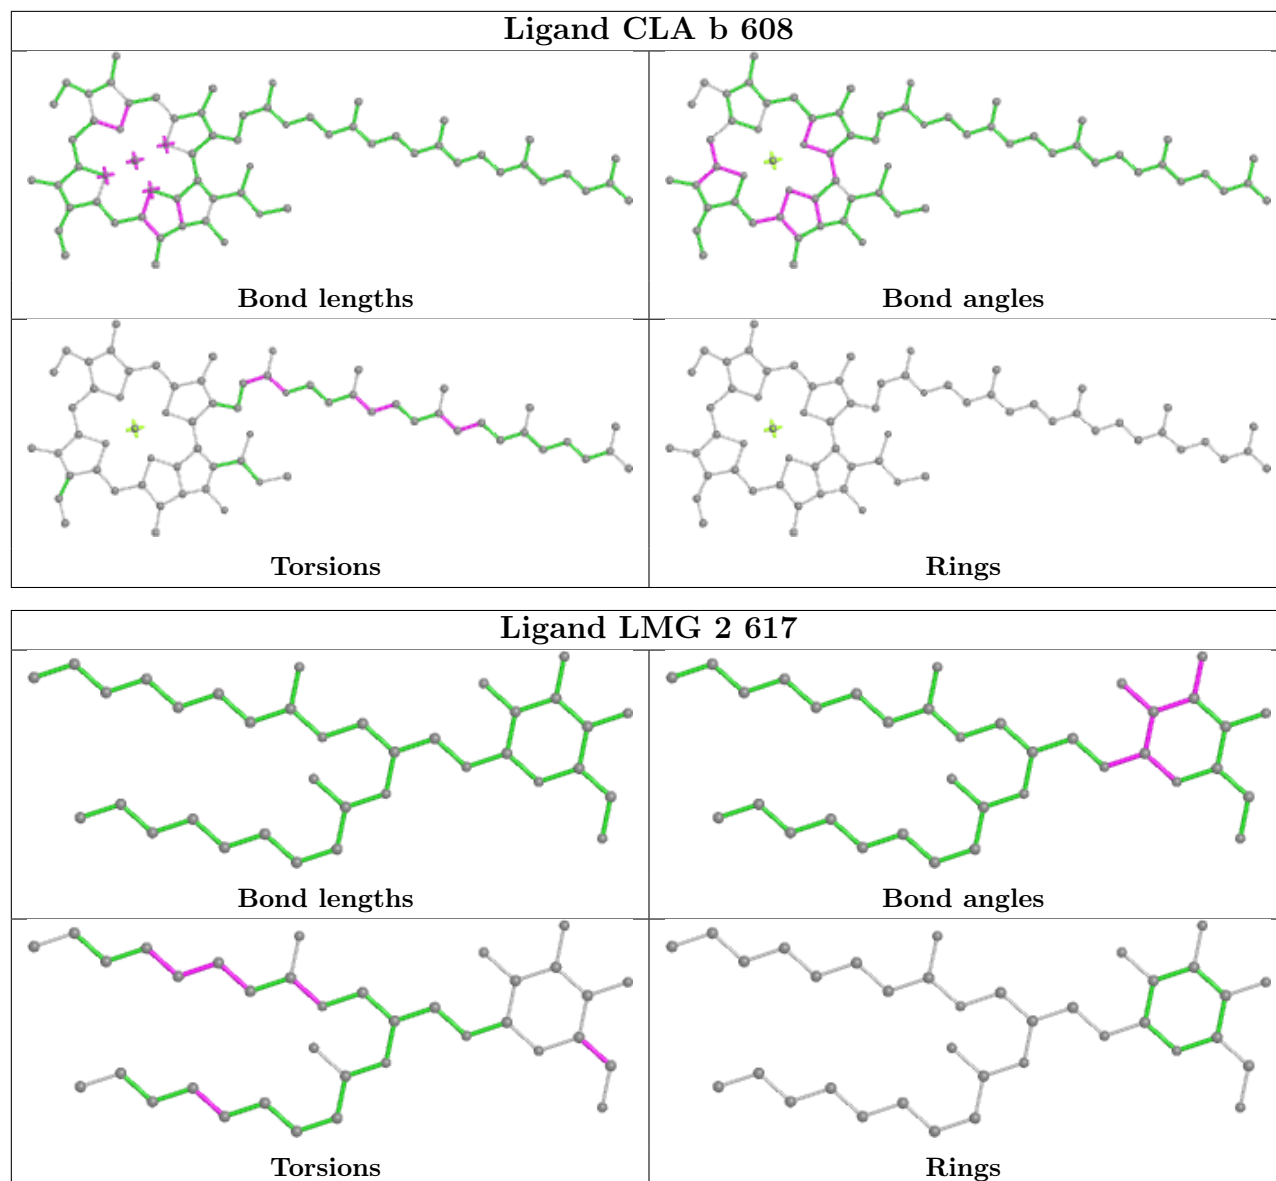 Ligand CLA b 608
Bond lengths
Bond angles
Torsions
Rings
Ligand LMG 2 617
Bond lengths
Bond angles
Torsions
Rings